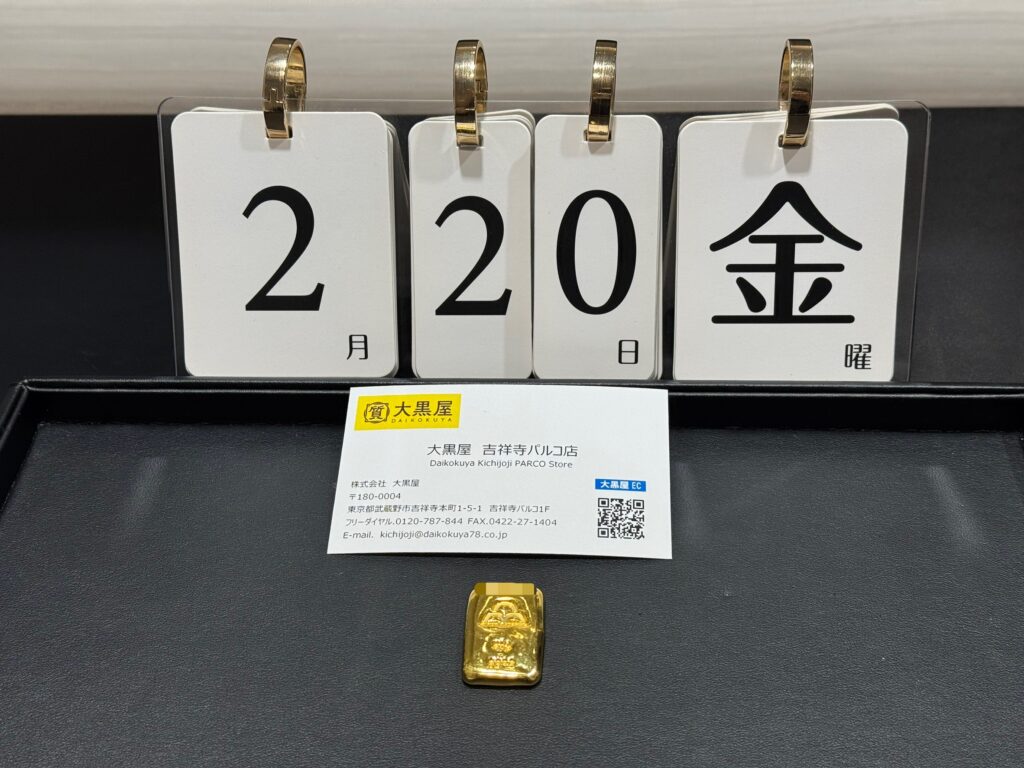 2月
20日
金曜
質 大黒屋
DAIKOKUYA
大黒屋 吉祥寺パルコ店
Daikokuya Kichijoji PARCO Store
株式会社 大黒屋
〒180-0004
東京都武蔵野市吉祥寺本町1-5-1 吉祥寺パルコ1F
フリーダイヤル.0120-787-844 FAX.0422-27-1404
E-mail. kichijoji@daikokuya78.co.jp
大黒屋 EC